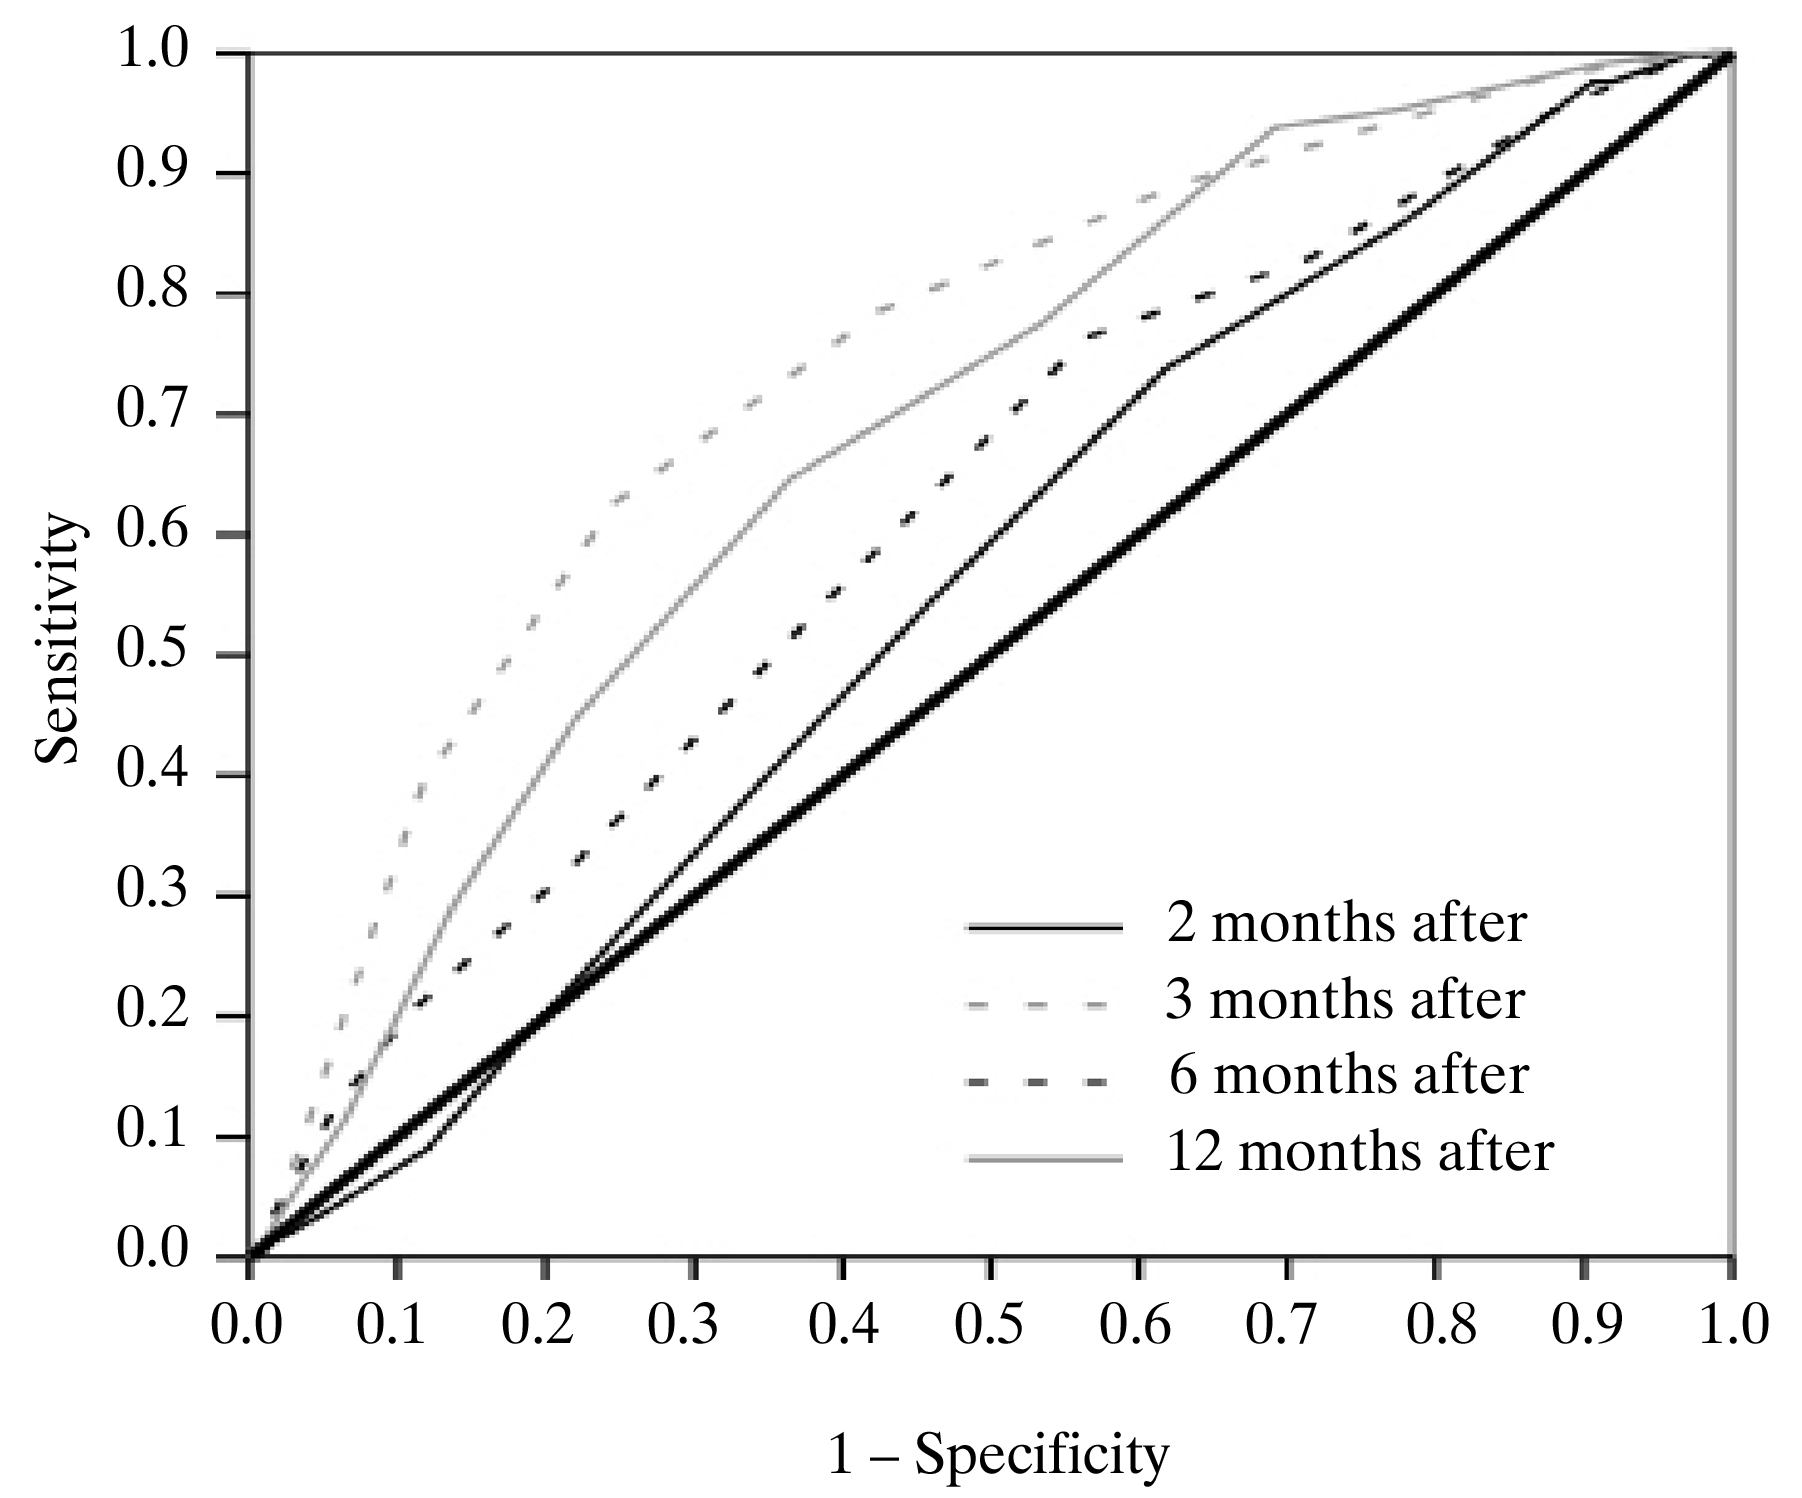 1.0
0.9
0.8
0.7
0.6
0.5
0.4
0.3
0.2
0.1
0.0
Sensitivity
2 months after
3 months after
6 months after
12 months after
0.0 0.1 0.2 0.3 0.4 0.5 0.6 0.7 0.8 0.9 1.0
1 – Specificity